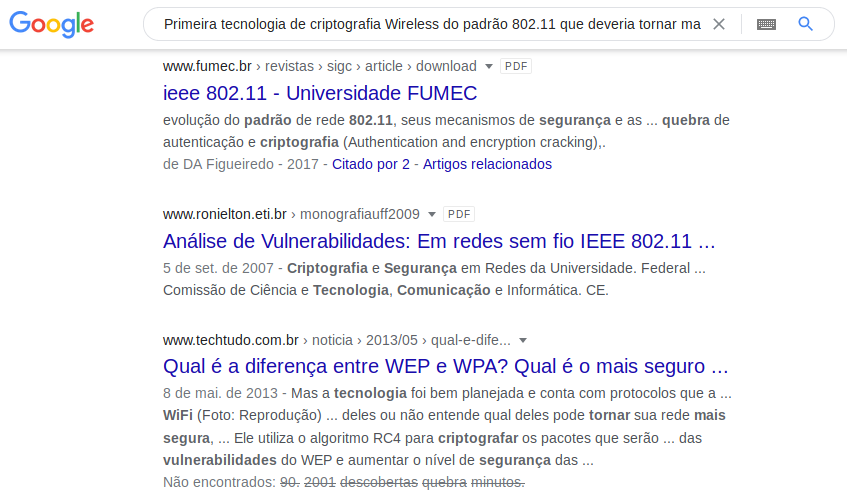 Google
Primeira tecnologia de criptografia Wireless do padrão 802.11 que deveria tornar ma
www.fumec.br › revistas › sigc › article › download PDF
ieee 802.11 - Universidade FUMEC
evolução do padrão de rede 802.11, seus mecanismos de segurança e as ... quebra de
autenticação e criptografia (Authentication and encryption cracking),.
de DA Figueiredo - 2017 - Citado por 2 - Artigos relacionados
www.ronielton.eti.br › monografiauff2009 PDF
Análise de Vulnerabilidades: Em redes sem fio IEEE 802.11 ...
5 de set. de 2007 - Criptografia e Segurança em Redes da Universidade. Federal ...
Comissão de Ciência e Tecnologia, Comunicação e Informática. CE.
www.techtudo.com.br › noticia › 2013/05 › qual-e-dife...
Qual é a diferença entre WEP e WPA? Qual é o mais seguro ...
8 de mai. de 2013 - Mas a tecnologia foi bem planejada e conta com protocolos que a ...
WiFi (Foto: Reprodução) ... deles ou não entende qual deles pode tornar sua rede mais
segura, ... Ele utiliza o algoritmo RC4 para criptografar os pacotes que serão ... das
vulnerabilidades do WEP e aumentar o nível de segurança das ...
Não encontrados: 90. 2001 descobertas quebra minutos.